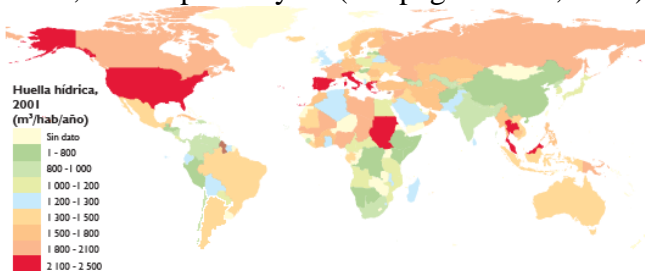 Huella hídrica,
2001
(m³/hab/año)
Sin dato
1 - 800
800 -1 000
1 000 -1 200
1 200 -1 300
1 300 -1 500
1 500 -1 800
1 800 - 2100
2 100 - 2 500